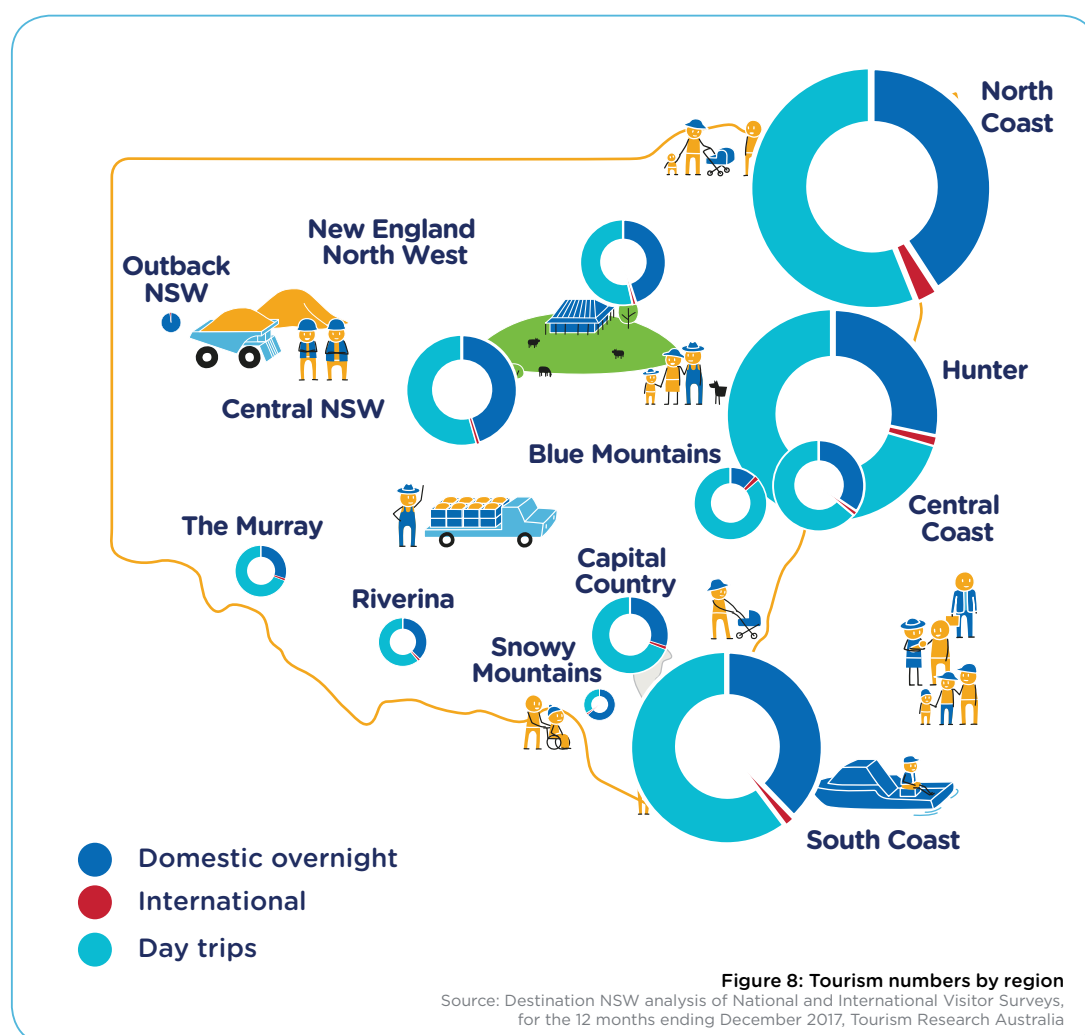 North
Coast
New England
North West
Outback
NSW
Hunter
Central NSW
Blue Mountains
Central
Coast
The Murray
Capital
Country
Riverina
Snowy
Mountains
South Coast
Domestic overnight
International
Day trips
Figure 8: Tourism numbers by region
Source: Destination NSW analysis of National and International Visitor Surveys,
for the 12 months ending December 2017, Tourism Research Australia